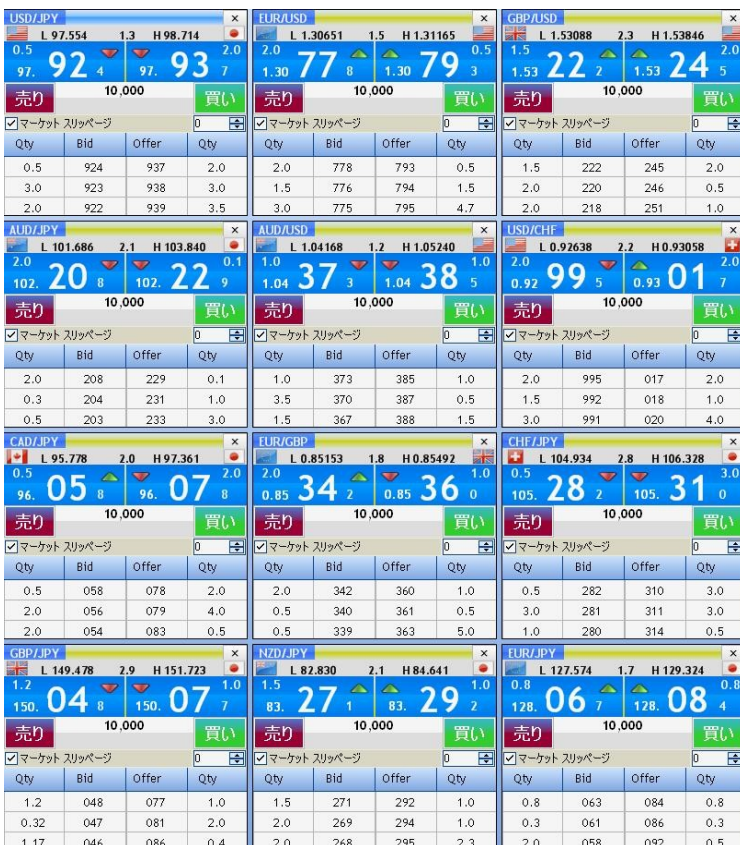 USD/JPY
L 97.554 1.3 H 98.714
0.5 2.0
97. 92 4 97. 93 7
売り 10,000 買い
マーケット スリッページ 0
Qty Bid Offer Qty
0.5 924 937 2.0
3.0 923 938 3.0
2.0 922 939 3.5
EUR/USD
L 1.30651 1.5 H 1.31165
2.0 0.5
1.30 77 8 1.30 79 3
売り 10,000 買い
マーケット スリッページ 0
Qty Bid Offer Qty
2.0 778 793 0.5
1.5 776 794 1.5
3.0 775 795 4.7
GBP/USD
L 1.53088 2.3 H 1.53846
1.5 2.0
1.53 22 2 1.53 24 5
売り 10,000 買い
マーケット スリッページ 0
Qty Bid Offer Qty
1.5 222 245 2.0
2.0 220 246 0.5
2.0 218 251 1.0
AUD/JPY
L 101.686 2.1 H 103.840
2.0 0.1
102. 20 8 102. 22 9
売り 10,000 買い
マーケット スリッページ 0
Qty Bid Offer Qty
2.0 208 229 0.1
0.3 204 231 1.0
0.5 203 233 3.0
AUD/USD
L 1.04168 1.2 H 1.05240
1.0 1.0
1.04 37 3 1.04 38 5
売り 10,000 買い
マーケット スリッページ 0
Qty Bid Offer Qty
1.0 373 385 1.0
3.5 370 387 0.5
1.5 367 388 1.5
USD/CHF
L 0.92638 2.2 H 0.93058
2.0 2.0
0.92 99 5 0.93 01 7
売り 10,000 買い
マーケット スリッページ 0
Qty Bid Offer Qty
2.0 995 017 2.0
1.5 992 018 1.0
3.0 991 020 4.0
CAD/JPY
L 95.778 2.0 H 97.361
0.5 2.0
96. 05 8 96. 07 8
売り 10,000 買い
マーケット スリッページ 0
Qty Bid Offer Qty
0.5 058 078 2.0
2.0 056 079 4.0
2.0 054 083 0.5
EUR/GBP
L 0.85153 1.8 H 0.85492
2.0 1.0
0.85 34 2 0.85 36 0
売り 10,000 買い
マーケット スリッページ 0
Qty Bid Offer Qty
2.0 342 360 1.0
0.5 340 361 0.5
0.5 339 363 5.0
CHF/JPY
L 104.934 2.8 H 106.328
0.5 3.0
105. 28 2 105. 31 0
売り 10,000 買い
マーケット スリッページ 0
Qty Bid Offer Qty
0.5 282 310 3.0
3.0 281 311 3.0
1.0 280 314 0.5
GBP/JPY
L 149.478 2.9 H 151.723
1.2 1.0
150. 04 8 150. 07 7
売り 10,000 買い
マーケット スリッページ 0
Qty Bid Offer Qty
1.2 048 077 1.0
0.32 047 081 2.0
1.17 046 086 0.4
NZD/JPY
L 82.830 2.1 H 84.641
1.5 1.0
83. 27 1 83. 29 2
売り 10,000 買い
マーケット スリッページ 0
Qty Bid Offer Qty
1.5 271 292 1.0
2.0 269 294 1.0
2.0 268 295 2.3
EUR/JPY
L 127.574 1.7 H 129.324
0.8 0.8
128. 06 7 128. 08 4
売り 10,000 買い
マーケット スリッページ 0
Qty Bid Offer Qty
0.8 063 084 0.8
0.3 061 086 0.3
2.0 058 092 0.5